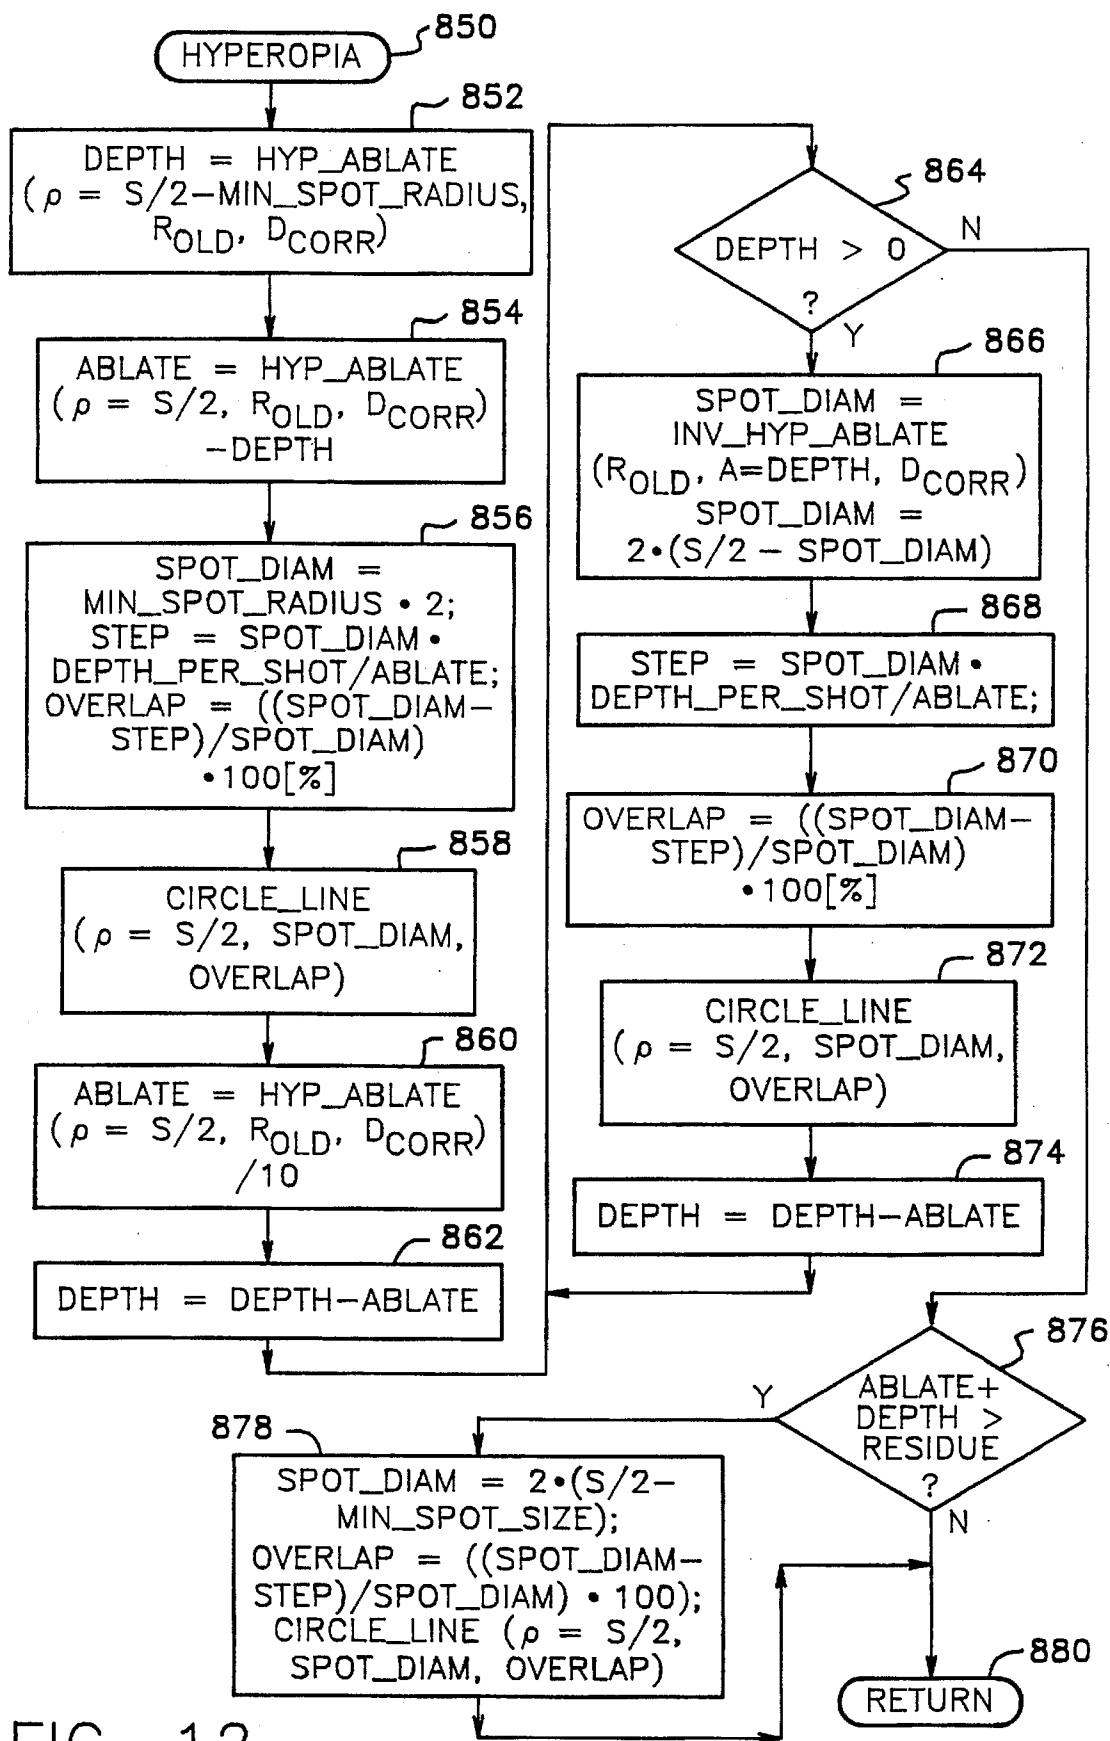 HYPEROPIA
850
852
DEPTH = HYP_ABLATE
(ρ = S/2−MIN_SPOT_RADIUS,
R_OLD, D_CORR)
854
ABLATE = HYP_ABLATE
(ρ = S/2, R_OLD, D_CORR)
−DEPTH
856
SPOT_DIAM =
MIN_SPOT_RADIUS • 2;
STEP = SPOT_DIAM •
DEPTH_PER_SHOT/ABLATE;
OVERLAP = ((SPOT_DIAM−
STEP)/SPOT_DIAM)
•100[%]
858
CIRCLE_LINE
(ρ = S/2, SPOT_DIAM,
OVERLAP)
860
ABLATE = HYP_ABLATE
(ρ = S/2, R_OLD, D_CORR)
/10
862
DEPTH = DEPTH−ABLATE
864
DEPTH > 0
?
N
Y
866
SPOT_DIAM =
INV_HYP_ABLATE
(R_OLD, A=DEPTH, D_CORR)
SPOT_DIAM =
2•(S/2 − SPOT_DIAM)
868
STEP = SPOT_DIAM •
DEPTH_PER_SHOT/ABLATE;
870
OVERLAP = ((SPOT_DIAM−
STEP)/SPOT_DIAM)
•100[%]
872
CIRCLE_LINE
(ρ = S/2, SPOT_DIAM,
OVERLAP)
874
DEPTH = DEPTH−ABLATE
876
ABLATE+
DEPTH >
RESIDUE
?
Y
N
878
SPOT_DIAM = 2•(S/2−
MIN_SPOT_SIZE);
OVERLAP = ((SPOT_DIAM−
STEP)/SPOT_DIAM) • 100);
CIRCLE_LINE (ρ = S/2,
SPOT_DIAM, OVERLAP)
880
RETURN